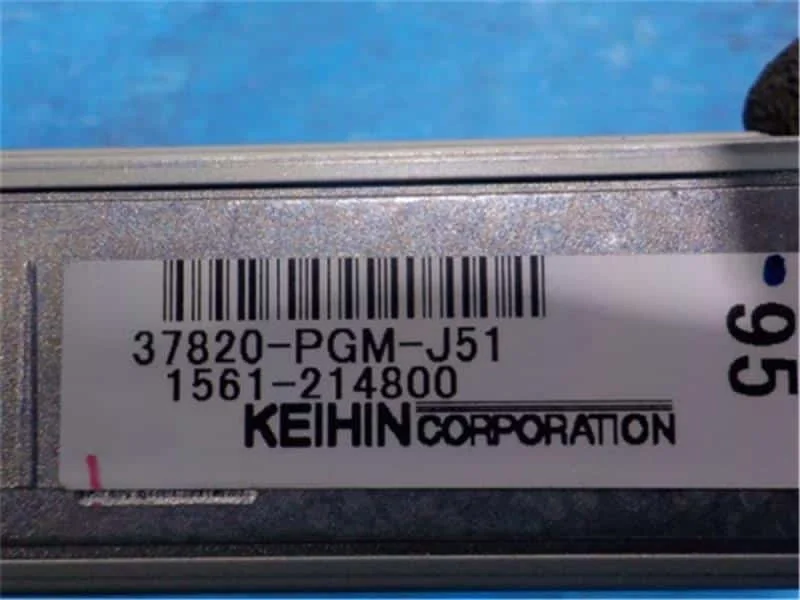 37820-PGM-J51
1561-214800
KEIHIN CORPORATION
95